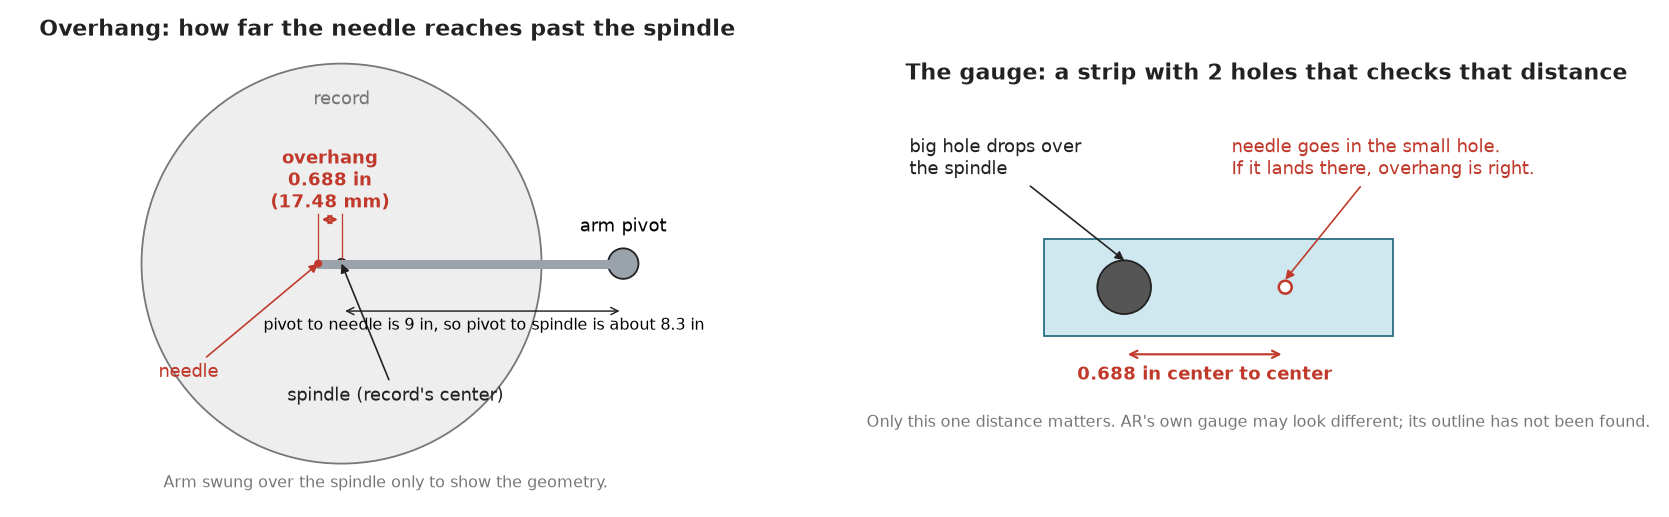 Overhang: how far the needle reaches past the spindle
record
overhang
0.688 in
(17.48 mm)
arm pivot
pivot to needle is 9 in, so pivot to spindle is about 8.3 in
needle
spindle (record's center)
Arm swung over the spindle only to show the geometry.
The gauge: a strip with 2 holes that checks that distance
big hole drops over
the spindle
needle goes in the small hole.
If it lands there, overhang is right.
0.688 in center to center
Only this one distance matters. AR's own gauge may look different; its outline has not been found.